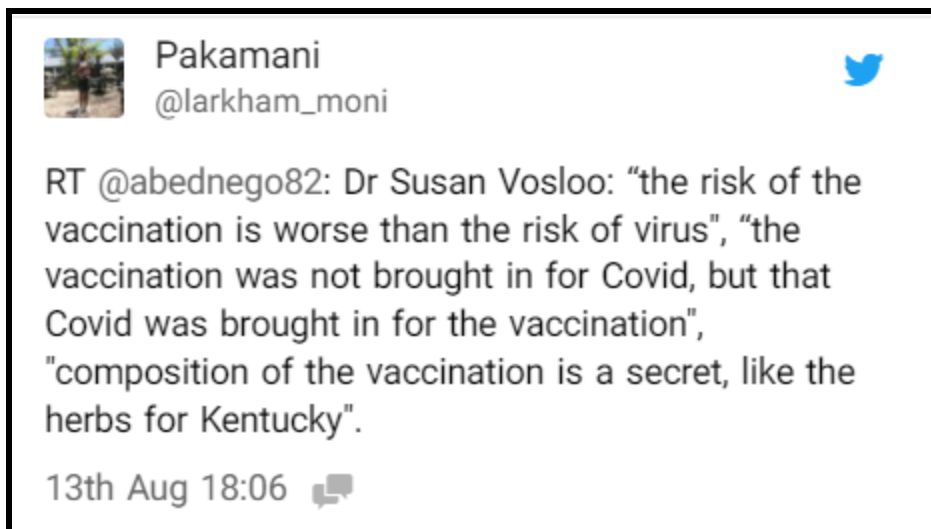 Pakamani
@larkham_moni
RT @abednego82: Dr Susan Vosloo: “the risk of the
vaccination is worse than the risk of virus", “the
vaccination was not brought in for Covid, but that
Covid was brought in for the vaccination",
"composition of the vaccination is a secret, like the
herbs for Kentucky".
13th Aug 18:06